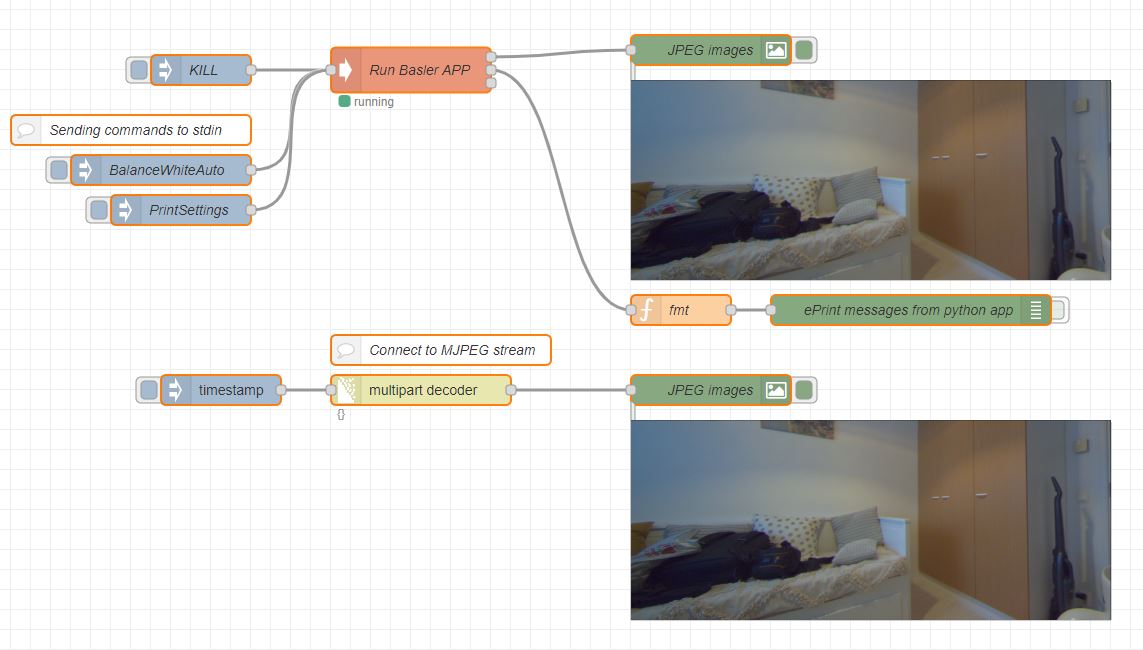 JPEG images
KILL
Run Basler APP
running
Sending commands to stdin
BalanceWhiteAuto
PrintSettings
fmt
ePrint messages from python app
Connect to MJPEG stream
timestamp
multipart decoder
JPEG images
{}